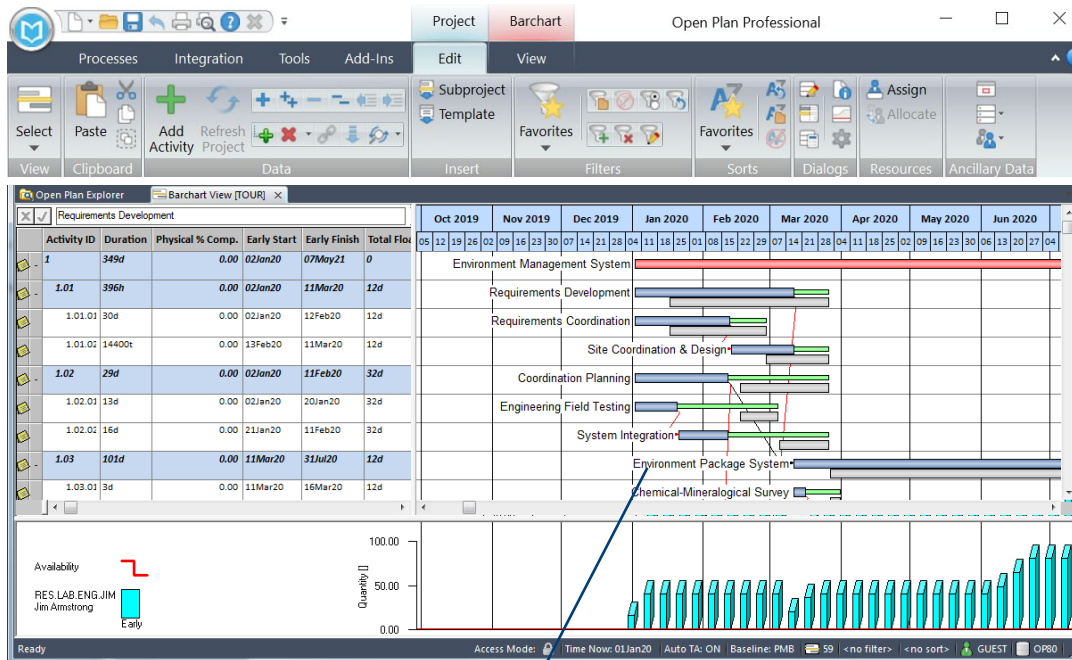 Project Barchart Open Plan Professional
Processes Integration Tools Add-Ins Edit View
Select
Paste
Add Activity
Refresh Project
Subproject
Template
Favorites
Favorites
Assign
Allocate
View Clipboard Data Insert Filters Sorts Dialogs Resources Ancillary Data
Open Plan Explorer Barchart View [TOUR]
Requirements Development
Oct 2019 Nov 2019 Dec 2019 Jan 2020 Feb 2020 Mar 2020 Apr 2020 May 2020 Jun 2020
Activity ID Duration Physical % Comp. Early Start Early Finish Total Floa
05 12 19 26 02 09 16 23 30 07 14 21 28 04 11 18 25 01 08 15 22 29 07 14 21 28 04 11 18 25 02 09 16 23 30 06 13 20 27 04
1 349d 0.00 02Jan20 07May21 0 Environment Management System
1.01 396h 0.00 02Jan20 11Mar20 12d Requirements Development
1.01.01 30d 0.00 02Jan20 12Feb20 12d Requirements Coordination
1.01.02 14400t 0.00 13Feb20 11Mar20 12d Site Coordination & Design
1.02 29d 0.00 02Jan20 11Feb20 32d Coordination Planning
1.02.01 13d 0.00 02Jan20 20Jan20 32d Engineering Field Testing
1.02.02 16d 0.00 21Jan20 11Feb20 32d System Integration
1.03 101d 0.00 11Mar20 31Jul20 12d Environment Package System
1.03.01 3d 0.00 11Mar20 16Mar20 12d Chemical-Mineralogical Survey
Availability
RES.LAB.ENG.JIM
Jim Armstrong
Early
Quantity []
100.00
50.00
0.00
Ready Access Mode: Time Now: 01Jan20 Auto TA: ON Baseline: PMB 59 <no filter> <no sort> GUEST OP80